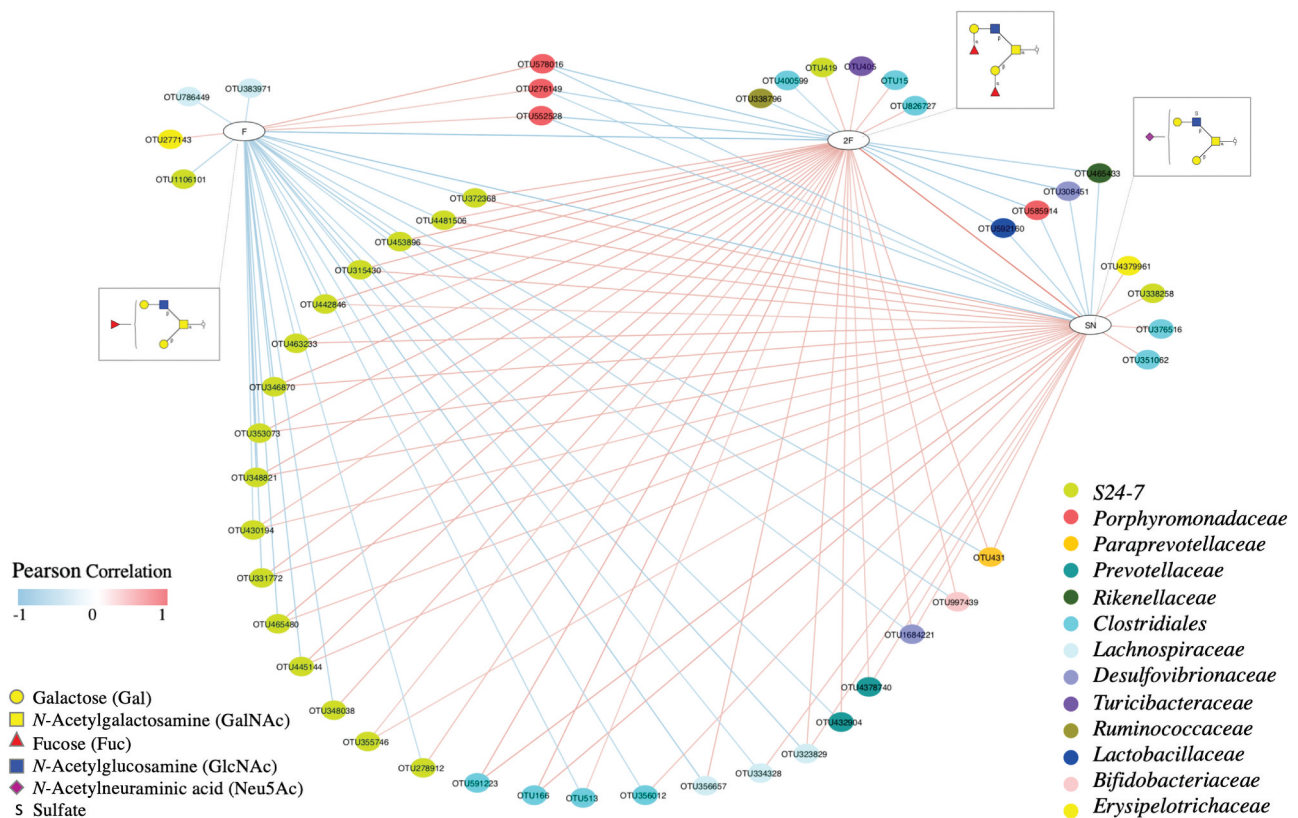 OTU578016
OTU276149
OTU552528
OTU786449
OTU383971
F
OTU277143
OTU1106101
OTU419
OTU405
OTU400599
OTU15
OTU338796
OTU826727
2F
OTU465433
OTU308451
OTU585914
OTU592160
OTU4379961
OTU338258
SN
OTU376516
OTU351062
OTU372368
OTU4481506
OTU453896
OTU315430
OTU442846
OTU463233
OTU346870
OTU353073
OTU348821
OTU430194
OTU331772
OTU465480
OTU445144
OTU348038
OTU355746
OTU278912
OTU591223
OTU166
OTU513
OTU356012
OTU356657
OTU334328
OTU323829
OTU432904
OTU4378740
OTU1684221
OTU997439
OTU431
Pearson Correlation
-1 0 1
Galactose (Gal)
N-Acetylgalactosamine (GalNAc)
Fucose (Fuc)
N-Acetylglucosamine (GlcNAc)
N-Acetylneuraminic acid (Neu5Ac)
S Sulfate
S24-7
Porphyromonadaceae
Paraprevotellaceae
Prevotellaceae
Rikenellaceae
Clostridiales
Lachnospiraceae
Desulfovibrionaceae
Turicibacteraceae
Ruminococcaceae
Lactobacillaceae
Bifidobacteriaceae
Erysipelotrichaceae